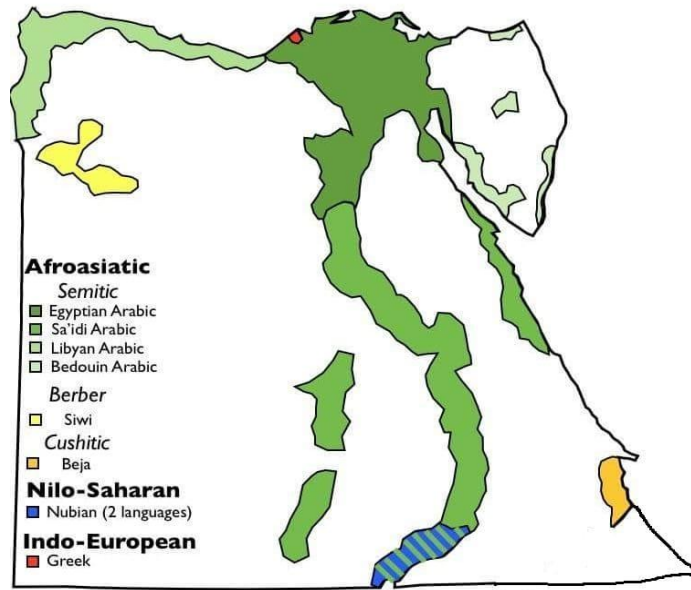 Afroasiatic
Semitic
Egyptian Arabic
Sa'idi Arabic
Libyan Arabic
Bedouin Arabic
Berber
Siwi
Cushitic
Beja
Nilo-Saharan
Nubian (2 languages)
Indo-European
Greek